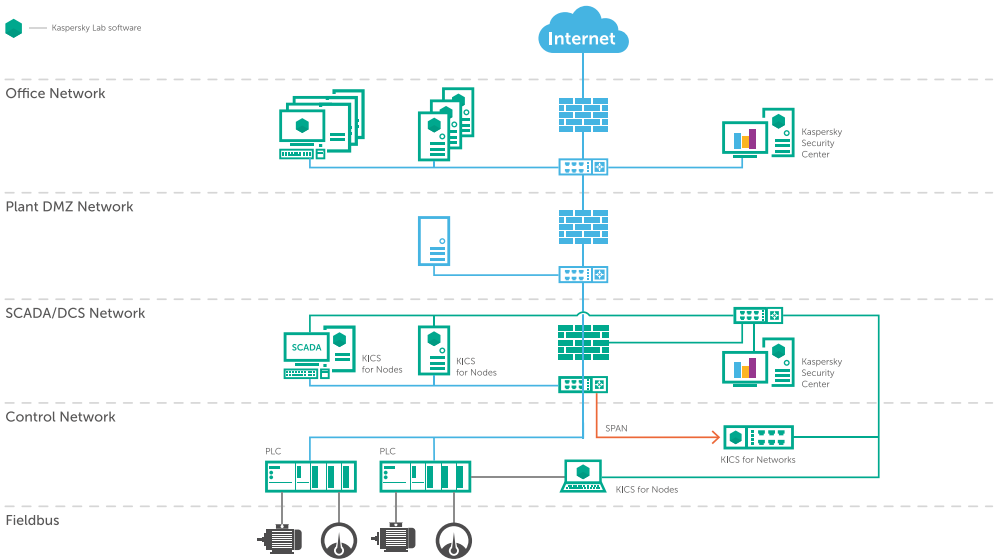 Kaspersky Lab software
Internet
Office Network
Kaspersky
Security
Center
Plant DMZ Network
SCADA/DCS Network
SCADA
KICS
for Nodes
KICS
for Nodes
Kaspersky
Security
Center
Control Network
SPAN
PLC
PLC
KICS for Networks
KICS for Nodes
Fieldbus